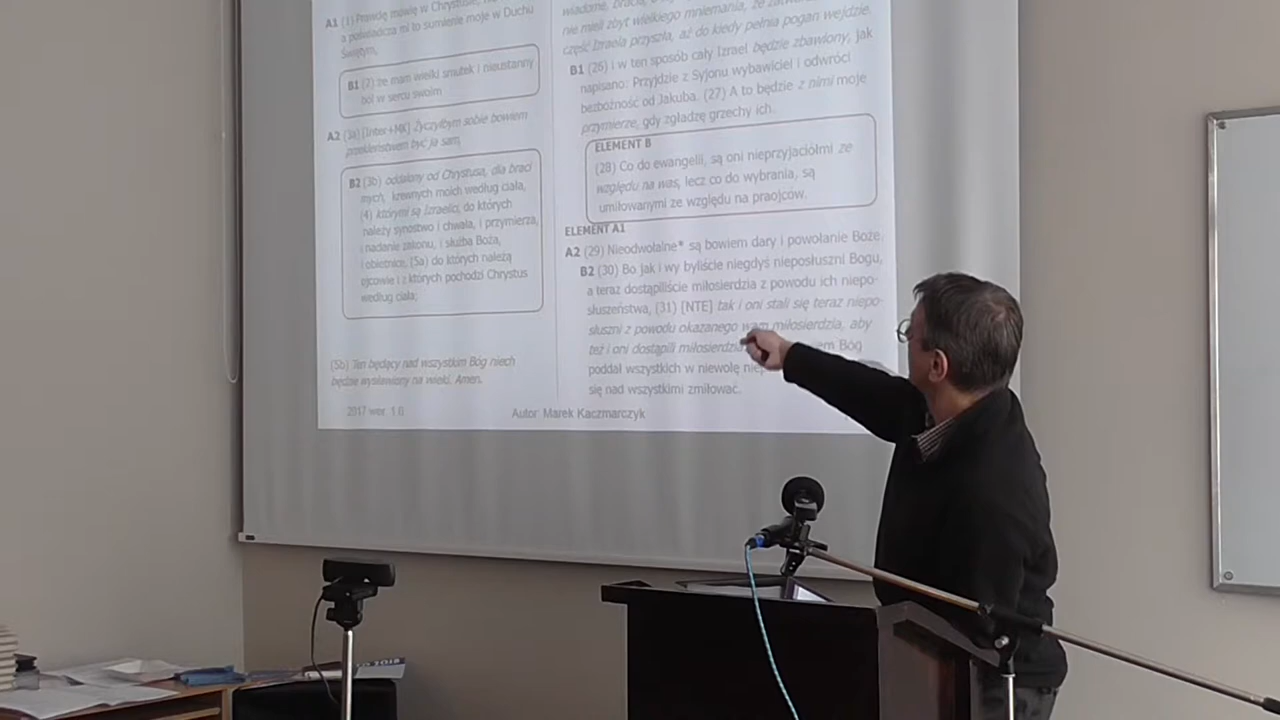 A1 (1) Prawdę mówię w Chrystusie,
a poświadcza mi to sumienie moje w Duchu
Świętym,
B1 (2) że mam wielki smutek i nieustanny
ból w sercu swoim
A2 (3a) [Inter+MK] Życzyłbym sobie bowiem
przekleństwem być ja sam,
B2 (3b) oddalony od Chrystusa, dla braci
mych, krewnych moich według ciała,
(4) którymi są Izraelici, do których
należy synostwo i chwała, i przymierza,
i nadanie zakonu, i służba Boża,
i obietnice, (5a) do których należą
ojcowie i z których pochodzi Chrystus
według ciała;
(5b) Ten będący nad wszystkim Bóg niech
będzie wysławiony na wieki. Amen.
2017 wer. 1.0
wiadome, bracia,
nie mieli zbyt wielkiego mniemania, że
część Izraela przyszła, aż do kiedy pełnia pogan wejdzie.
B1 (26) i w ten sposób cały Izrael będzie zbawiony, jak
napisano: Przyjdzie z Syjonu wybawiciel i odwróci
bezbożność od Jakuba. (27) A to będzie z nimi moje
przymierze, gdy zgładzę grzechy ich.
ELEMENT B
(28) Co do ewangelii, są oni nieprzyjaciółmi ze
względu na was, lecz co do wybrania, są
umiłowanymi ze względu na praojców.
ELEMENT A1
A2 (29) Nieodwołalne* są bowiem dary i powołanie Boże.
B2 (30) Bo jak i wy byliście niegdyś nieposłuszni Bogu,
a teraz dostąpiliście miłosierdzia z powodu ich niepo-
słuszeństwa, (31) [NTE] tak i oni stali się teraz niepo-
słuszni z powodu okazanego wam miłosierdzia, aby
też i oni dostąpili miłosierdzia Bóg
poddał wszystkich w niewolę
się nad wszystkimi zmiłować.
Autor: Marek Kaczmarczyk
2018